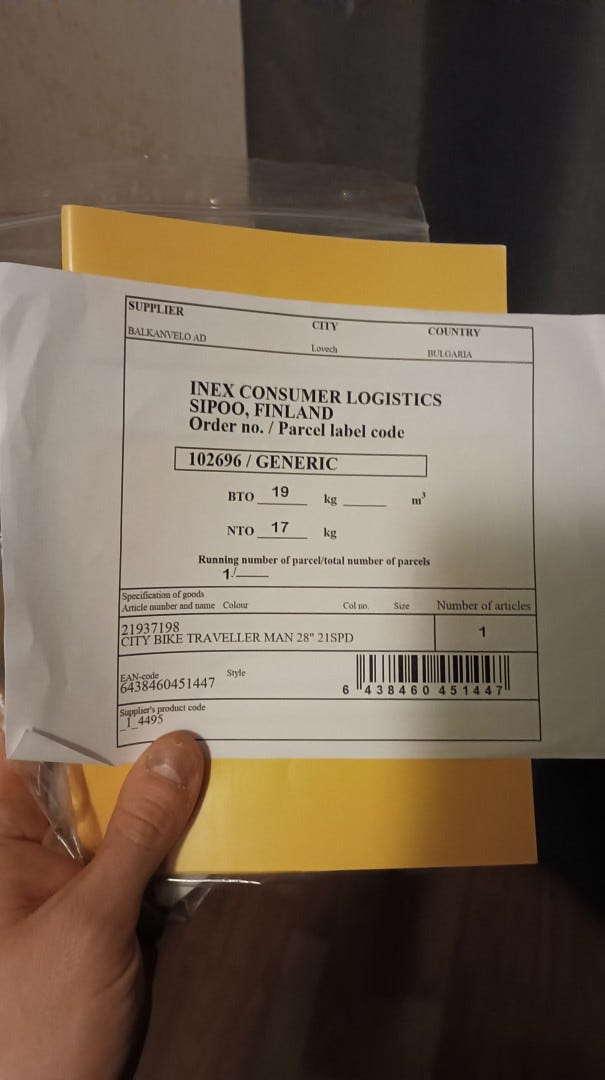 SUPPLIER CITY COUNTRY
BALKANVELO AD Lovech BULGARIA
INEX CONSUMER LOGISTICS
SIPOO, FINLAND
Order no. / Parcel label code
102696 / GENERIC
BTO 19 kg m³
NTO 17 kg
Running number of parcel/total number of parcels
1/
Specification of goods
Article number and name Colour Col no. Size Number of articles
21937198
CITY BIKE TRAVELLER MAN 28" 21SPD 1
EAN-code Style
6438460451447
6 438460 451447
Supplier's product code
_1_4495